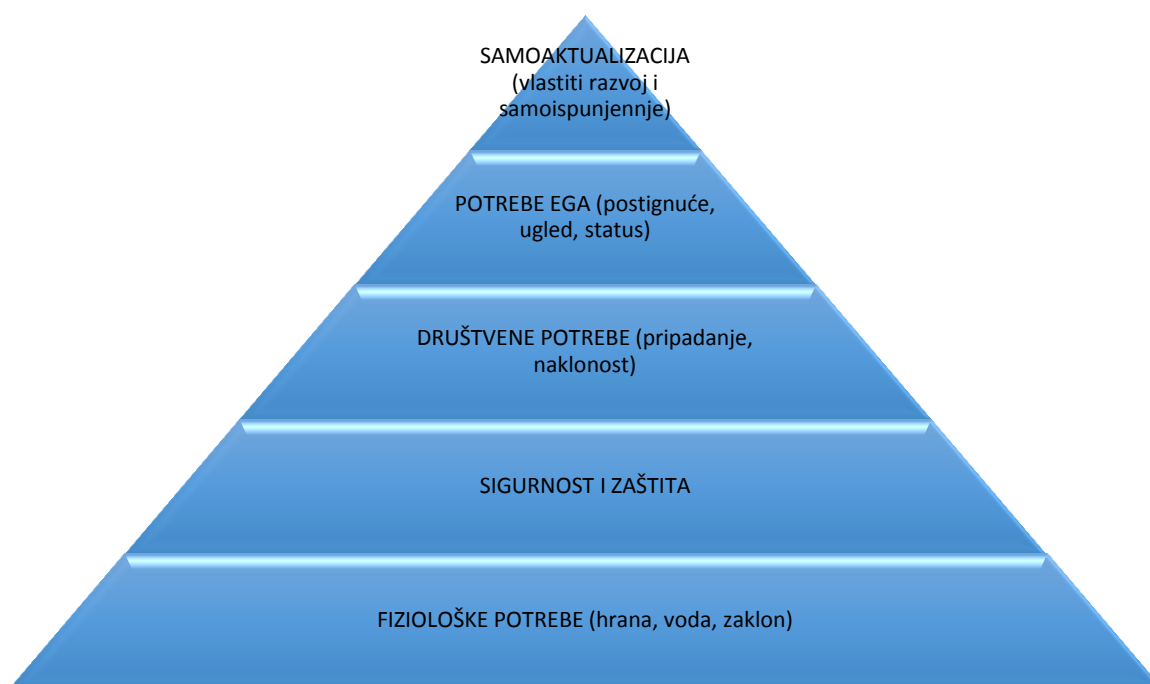 SAMOAKTUALIZACIJA
(vlastiti razvoj i
samoispunjennje)
POTREBE EGA (postignuće,
ugled, status)
DRUŠTVENE POTREBE (pripadanje,
naklonost)
SIGURNOST I ZAŠTITA
FIZIOLOŠKE POTREBE (hrana, voda, zaklon)